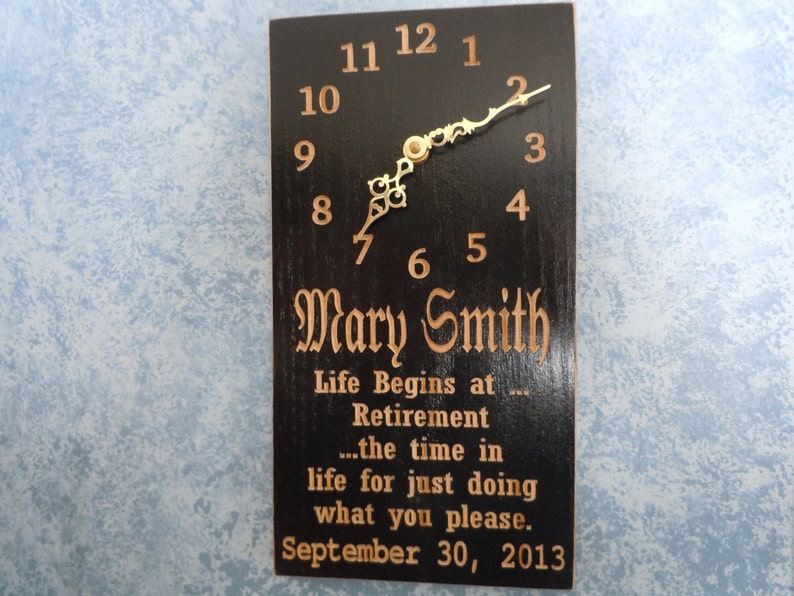 12
11 1
10 2
9 3
8 4
7 5
6
Mary Smith
Life Begins at ...
Retirement
...the time in
life for just doing
what you please.
September 30, 2013